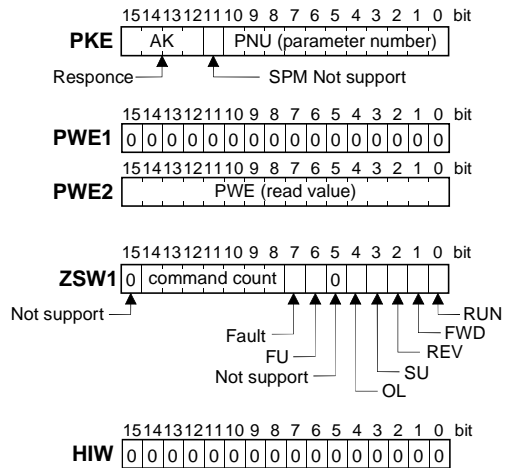 15 14 13 12 11 10 9 8 7 6 5 4 3 2 1 0 bit
PKE AK PNU (parameter number)
Responce SPM Not support
15 14 13 12 11 10 9 8 7 6 5 4 3 2 1 0 bit
PWE1 0 0 0 0 0 0 0 0 0 0 0 0 0 0 0 0
15 14 13 12 11 10 9 8 7 6 5 4 3 2 1 0 bit
PWE2 PWE (read value)
15 14 13 12 11 10 9 8 7 6 5 4 3 2 1 0 bit
ZSW1 0 command count 0
Not support RUN
Fault FWD
FU REV
Not support SU
OL
15 14 13 12 11 10 9 8 7 6 5 4 3 2 1 0 bit
HIW 0 0 0 0 0 0 0 0 0 0 0 0 0 0 0 0